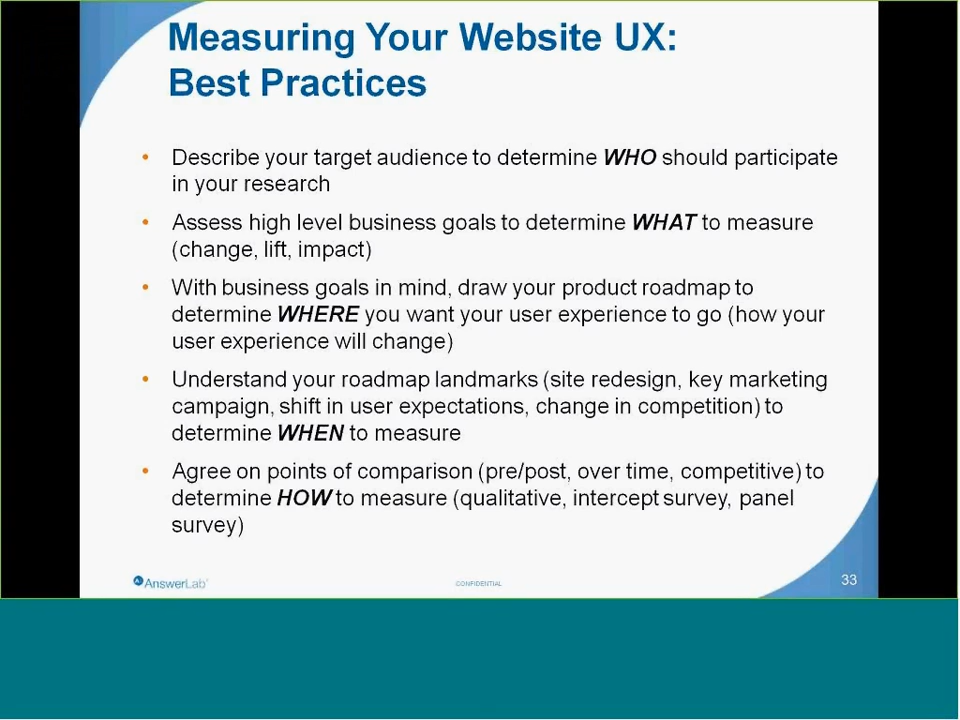 Measuring Your Website UX:
Best Practices
• Describe your target audience to determine WHO should participate
in your research
• Assess high level business goals to determine WHAT to measure
(change, lift, impact)
• With business goals in mind, draw your product roadmap to
determine WHERE you want your user experience to go (how your
user experience will change)
• Understand your roadmap landmarks (site redesign, key marketing
campaign, shift in user expectations, change in competition) to
determine WHEN to measure
• Agree on points of comparison (pre/post, over time, competitive) to
determine HOW to measure (qualitative, intercept survey, panel
survey)
AnswerLab
CONFIDENTIAL
33